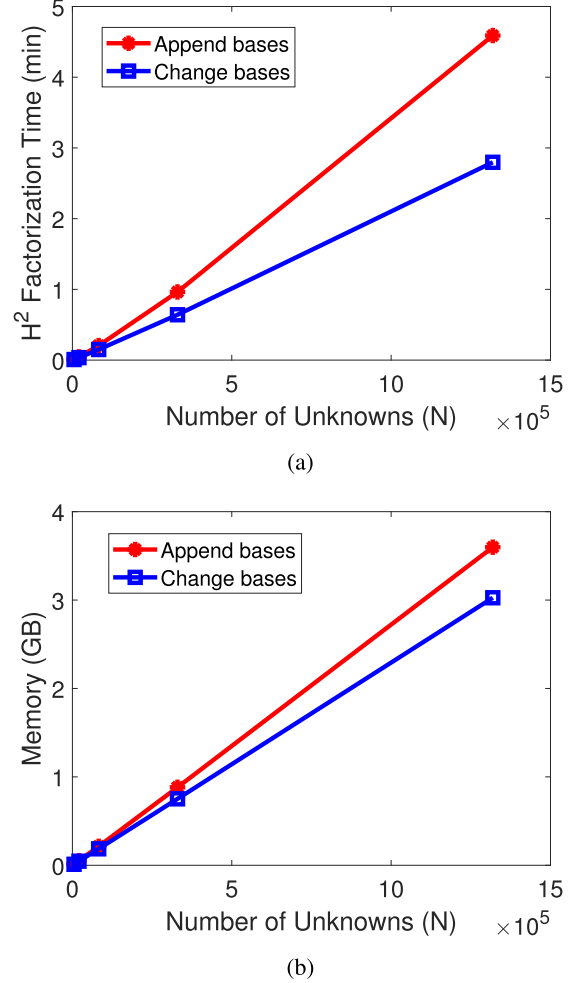 5
4
3
2
1
0
H² Factorization Time (min)
Append bases
Change bases
0
5
10
15
Number of Unknowns (N)
×10⁵
(a)
4
3
2
1
0
Memory (GB)
Append bases
Change bases
0
5
10
15
Number of Unknowns (N)
×10⁵
(b)